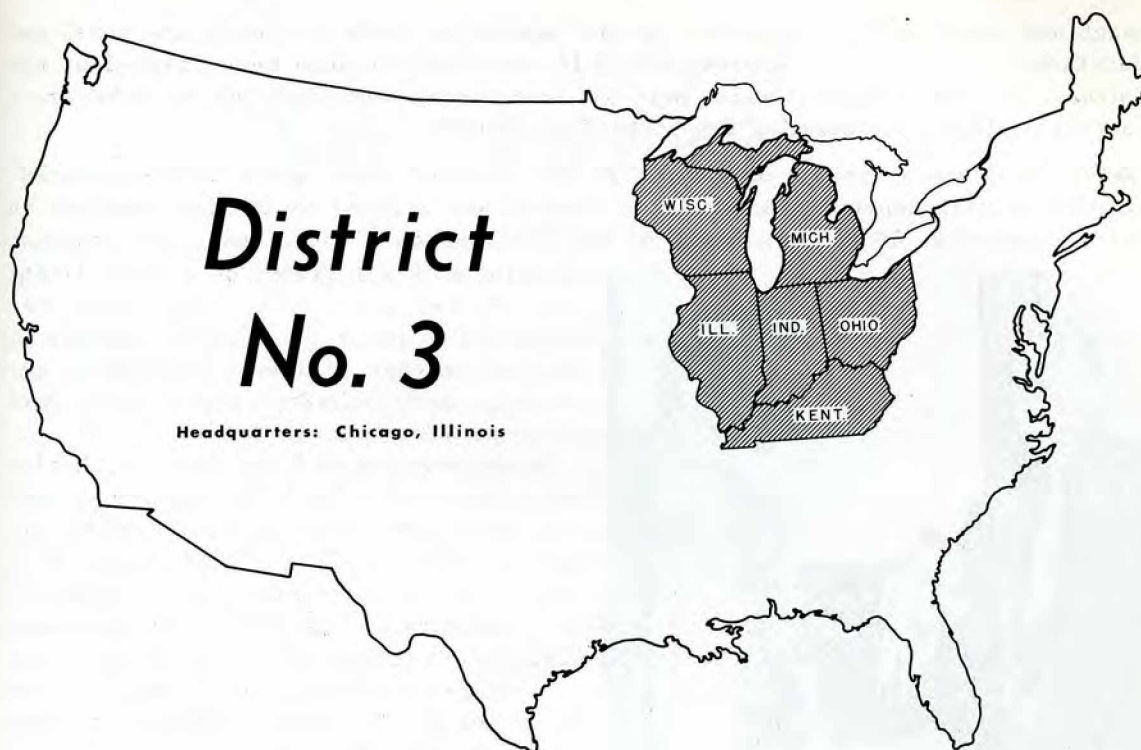 District
No. 3
Headquarters: Chicago, Illinois
WISC.
MICH.
ILL.
IND.
OHIO
KENT.